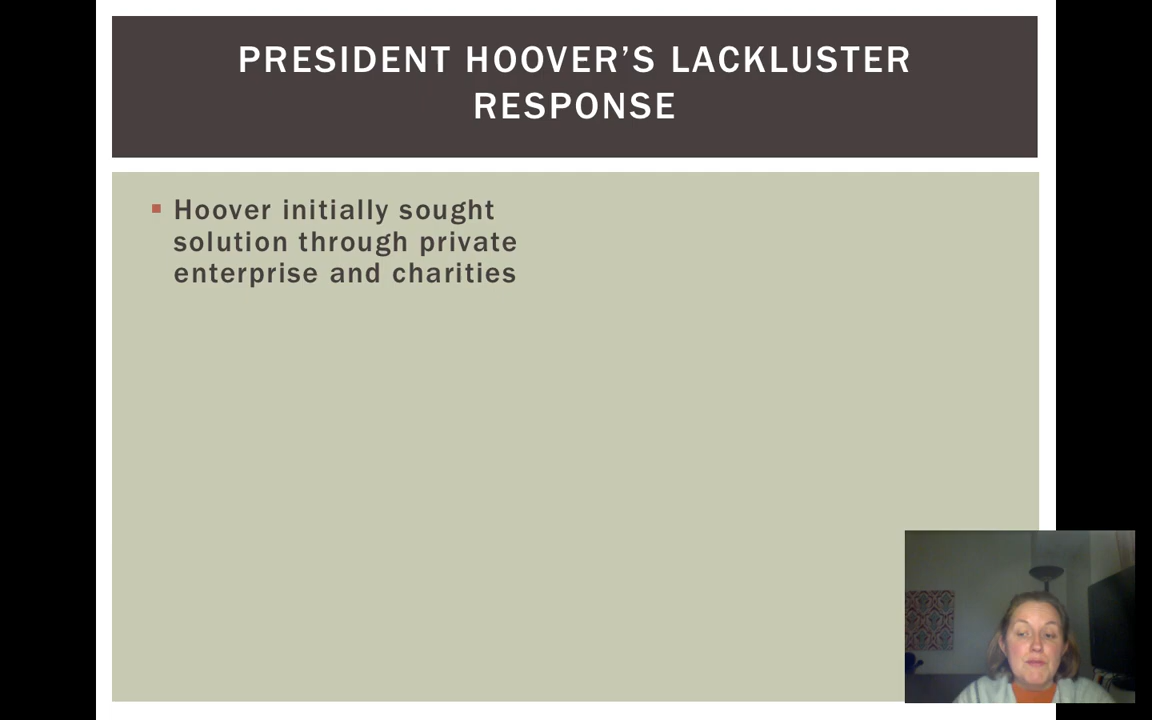 PRESIDENT HOOVER’S LACKLUSTER
RESPONSE
Hoover initially sought
solution through private
enterprise and charities